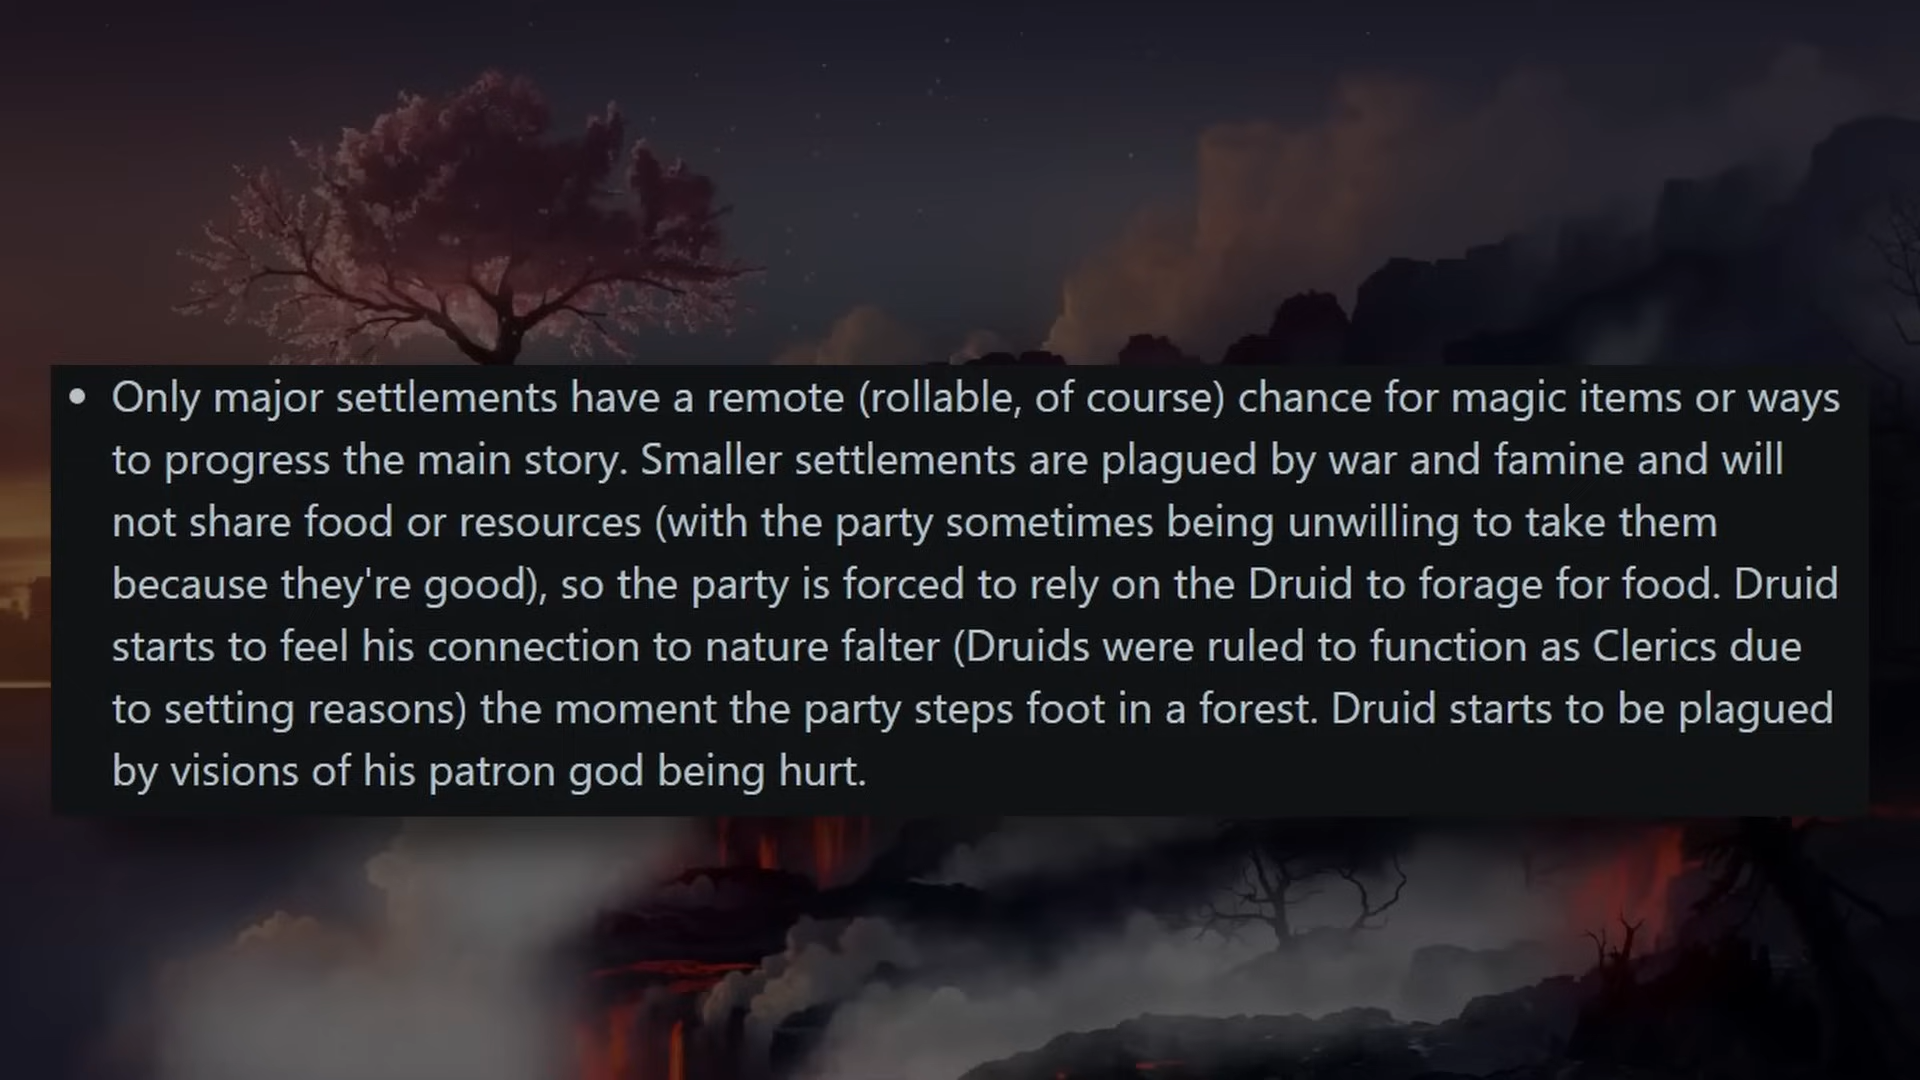 • Only major settlements have a remote (rollable, of course) chance for magic items or ways
to progress the main story. Smaller settlements are plagued by war and famine and will
not share food or resources (with the party sometimes being unwilling to take them
because they're good), so the party is forced to rely on the Druid to forage for food. Druid
starts to feel his connection to nature falter (Druids were ruled to function as Clerics due
to setting reasons) the moment the party steps foot in a forest. Druid starts to be plagued
by visions of his patron god being hurt.